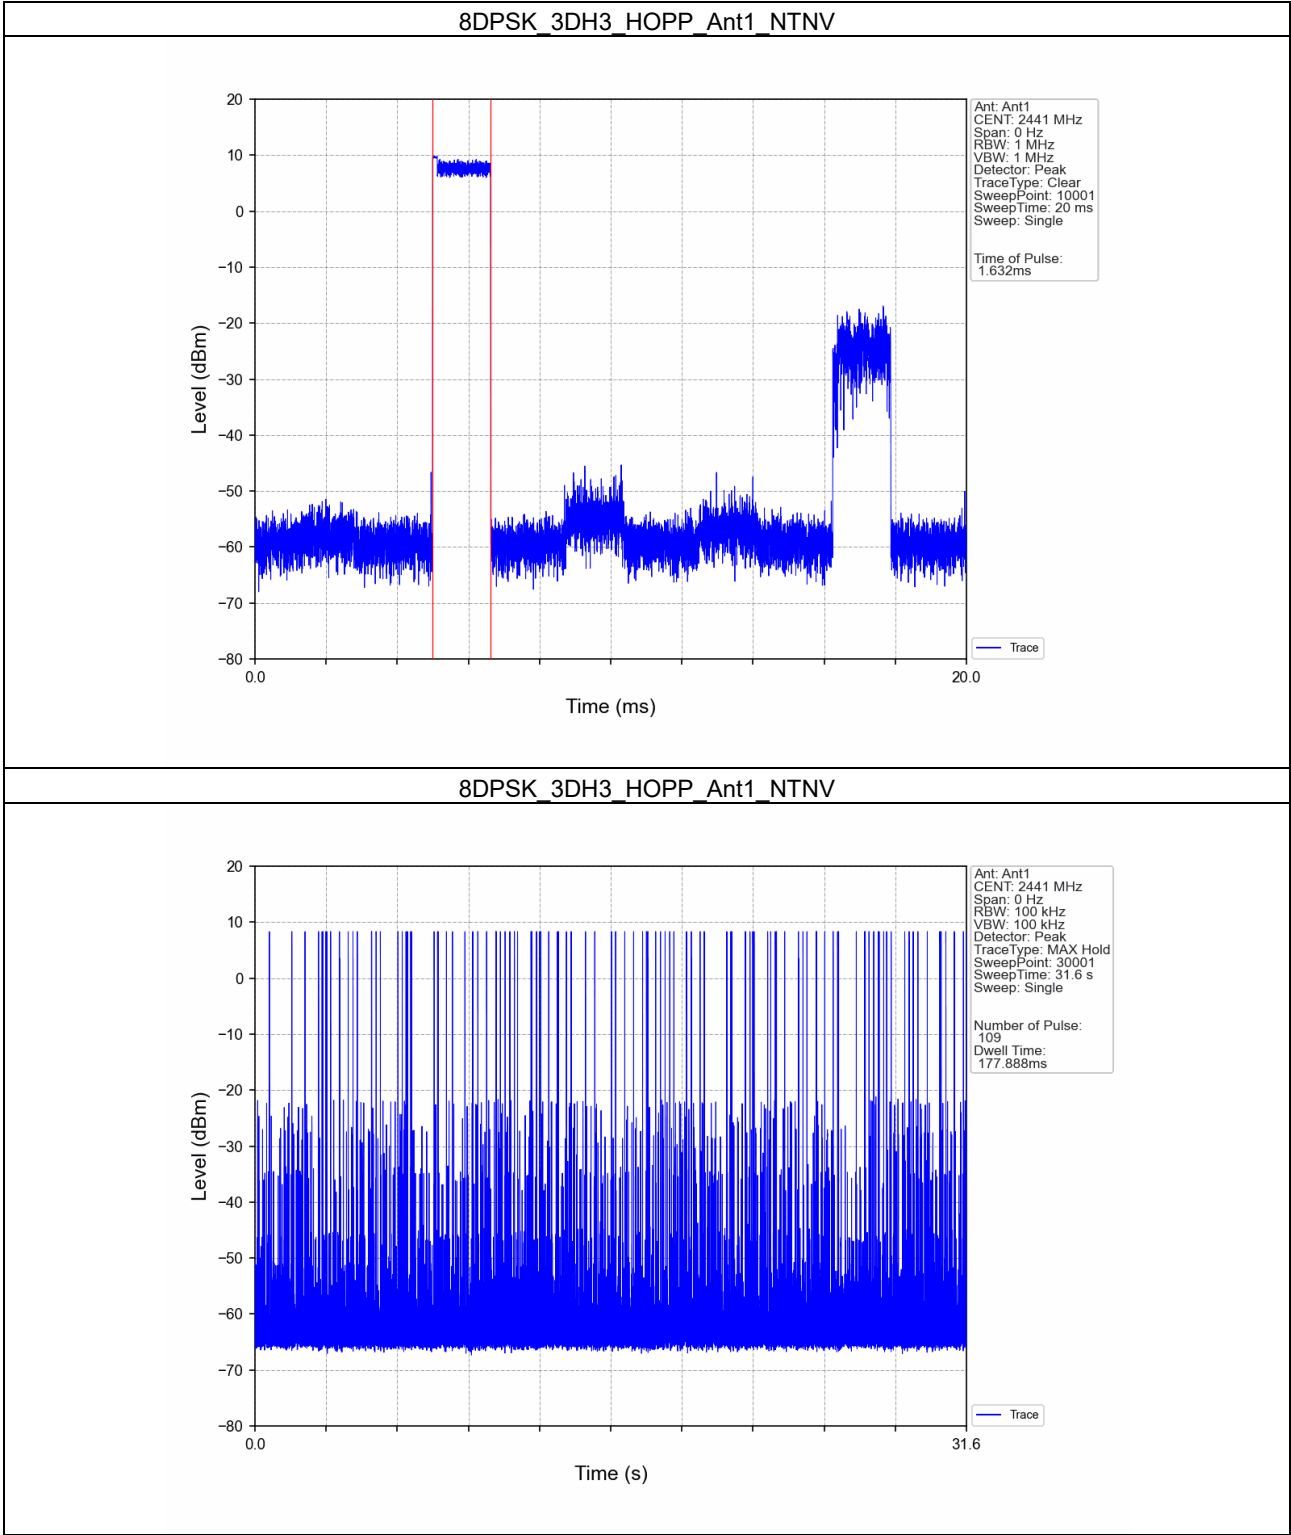 8DPSK_3DH3_HOPP_Ant1_NTNV
20
10
0
−10
−20
−30
−40
−50
−60
−70
−80
Level (dBm)
0.0
20.0
Time (ms)
Ant: Ant1
CENT: 2441 MHz
Span: 0 Hz
RBW: 1 MHz
VBW: 1 MHz
Detector: Peak
TraceType: Clear
SweepPoint: 10001
SweepTime: 20 ms
Sweep: Single
Time of Pulse:
1.632ms
Trace
8DPSK_3DH3_HOPP_Ant1_NTNV
20
10
0
−10
−20
−30
−40
−50
−60
−70
−80
Level (dBm)
0.0
31.6
Time (s)
Ant: Ant1
CENT: 2441 MHz
Span: 0 Hz
RBW: 100 kHz
VBW: 100 kHz
Detector: Peak
TraceType: MAX Hold
SweepPoint: 30001
SweepTime: 31.6 s
Sweep: Single
Number of Pulse:
109
Dwell Time:
177.888ms
Trace